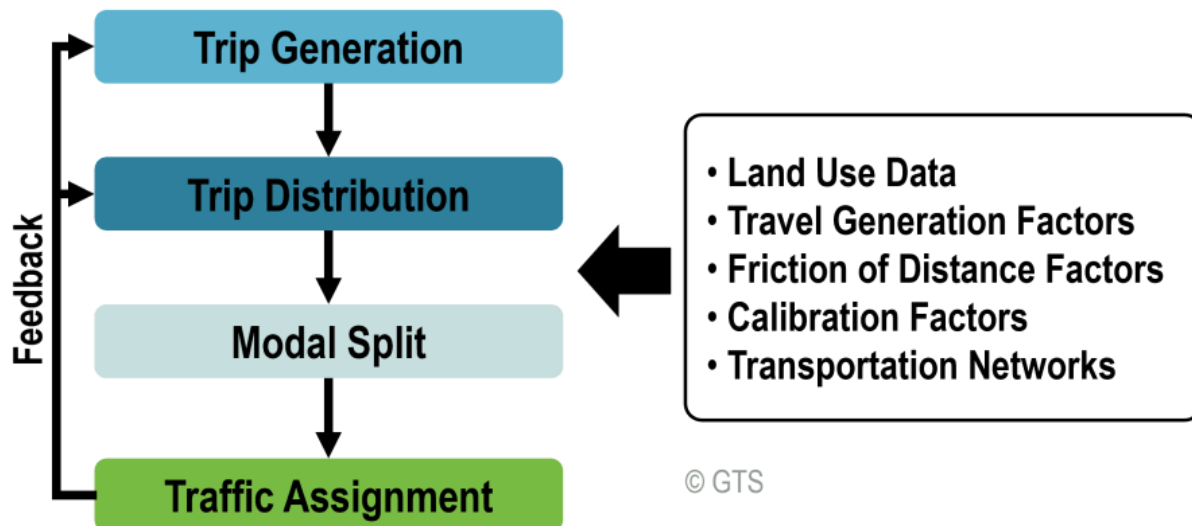 Trip Generation
Trip Distribution
Modal Split
Traffic Assignment
Feedback
• Land Use Data
• Travel Generation Factors
• Friction of Distance Factors
• Calibration Factors
• Transportation Networks
© GTS